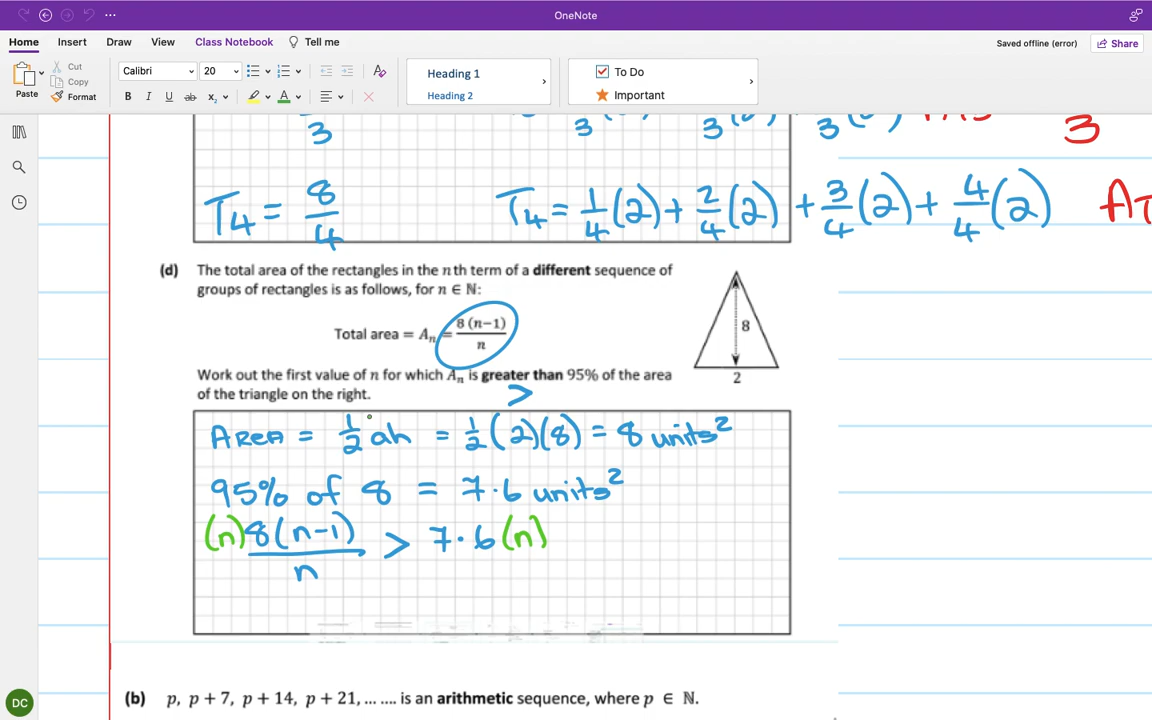 OneNote
Home Insert Draw View Class Notebook Tell me
Saved offline (error) Share
Paste Cut Copy Format
Calibri 20
B I U ab x₂ A
Heading 1
Heading 2
To Do
Important
3 3 3 3 3
T₄ = 8/4 T₄ = 1/4 (2) + 2/4 (2) + 3/4 (2) + 4/4 (2)
(d) The total area of the rectangles in the n th term of a different sequence of
groups of rectangles is as follows, for n ∈ ℕ:
Total area = Aₙ = 8 (n−1)/n
8
2
Work out the first value of n for which Aₙ is greater than 95% of the area
of the triangle on the right.
>
Area = 1/2 ah = 1/2 (2)(8) = 8 units²
95% of 8 = 7.6 units²
(n) 8(n−1)/n > 7.6 (n)
(b) p, p + 7, p + 14, p + 21, ... .... is an arithmetic sequence, where p ∈ ℕ.
DC